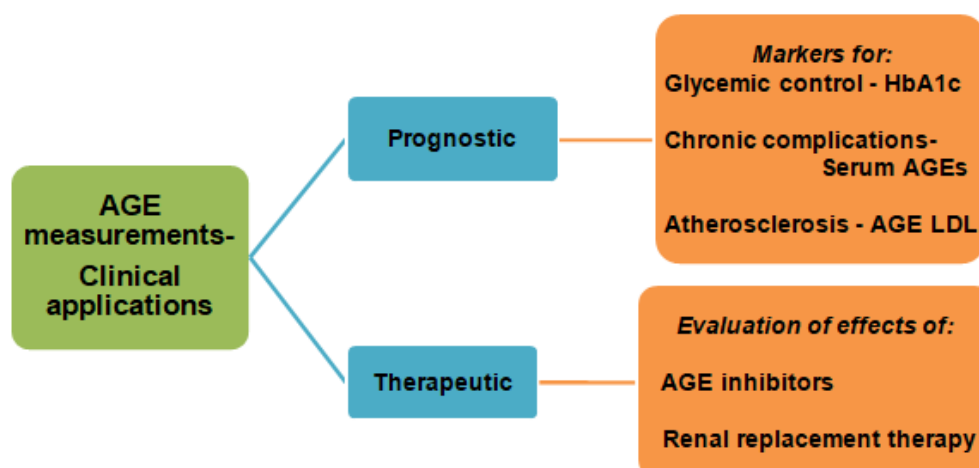 AGE
measurements-
Clinical
applications
Prognostic
Markers for:
Glycemic control - HbA1c
Chronic complications-
Serum AGEs
Atherosclerosis - AGE LDL
Therapeutic
Evaluation of effects of:
AGE inhibitors
Renal replacement therapy